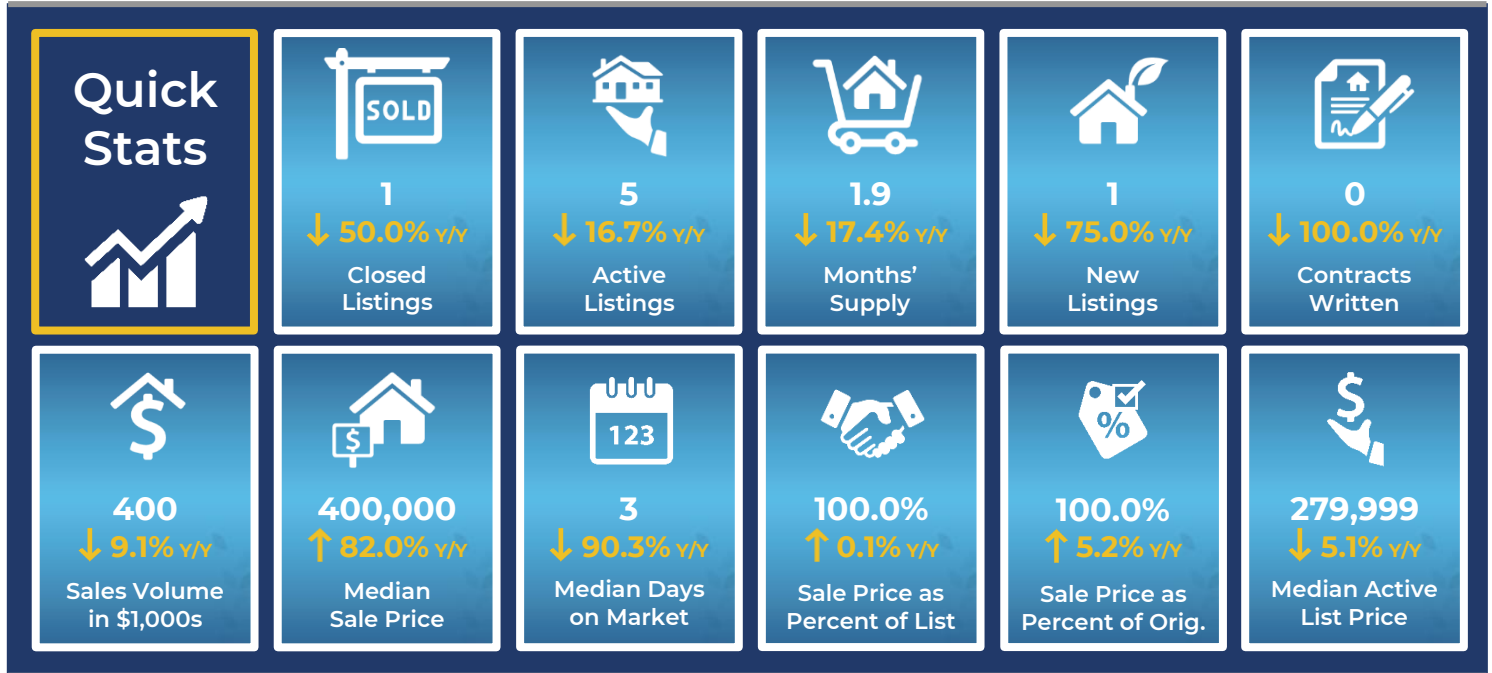 Quick
Stats
SOLD
1
↓ 50.0% Y/Y
Closed
Listings
5
↓ 16.7% Y/Y
Active
Listings
1.9
↓ 17.4% Y/Y
Months’
Supply
1
↓ 75.0% Y/Y
New
Listings
0
↓ 100.0% Y/Y
Contracts
Written
$
400
↓ 9.1% Y/Y
Sales Volume
in $1,000s
$
400,000
↑ 82.0% Y/Y
Median
Sale Price
123
3
↓ 90.3% Y/Y
Median Days
on Market
100.0%
↑ 0.1% Y/Y
Sale Price as
Percent of List
%
100.0%
↑ 5.2% Y/Y
Sale Price as
Percent of Orig.
$
279,999
↓ 5.1% Y/Y
Median Active
List Price